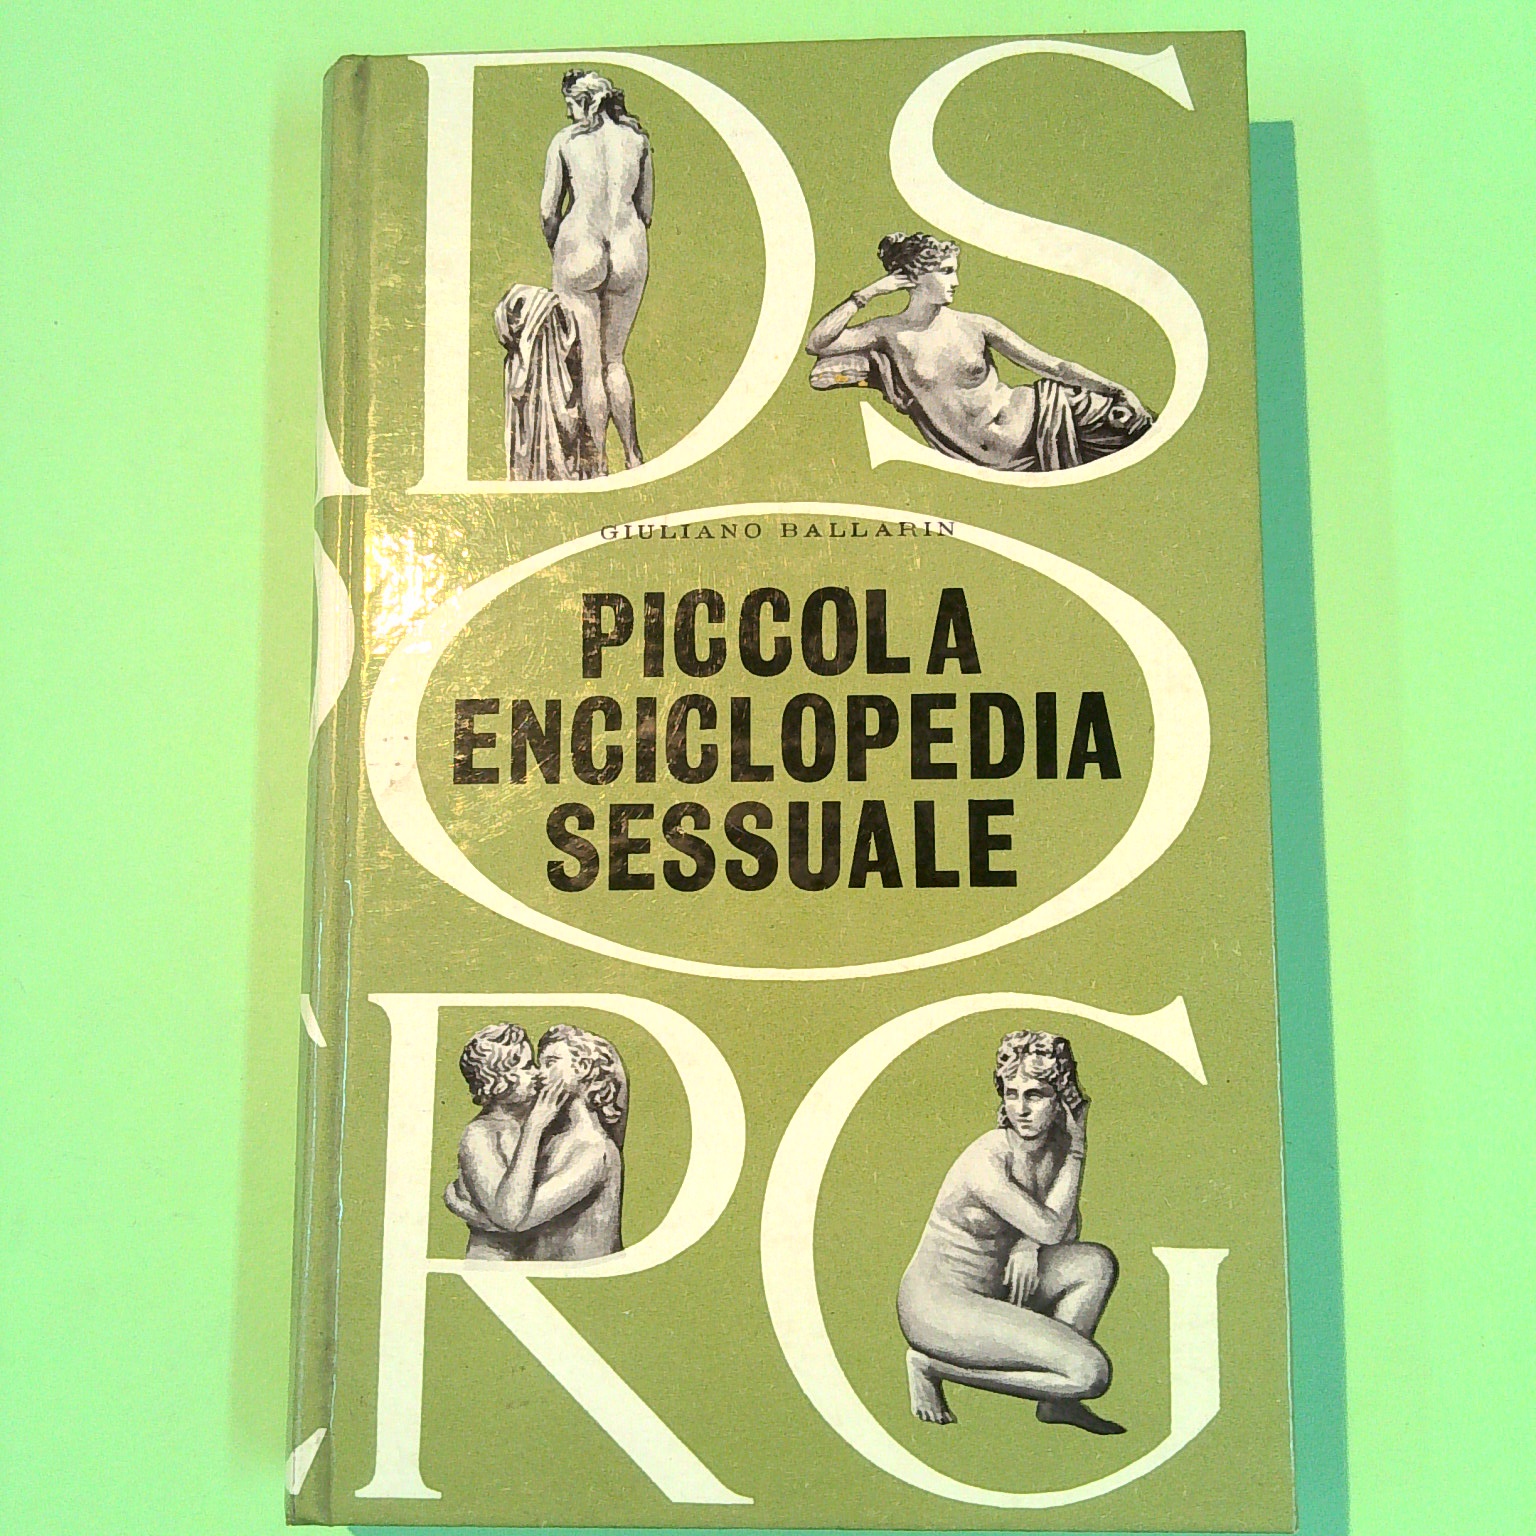 D S
GIULIANO BALLARIN
O
PICCOLA
ENCICLOPEDIA
SESSUALE
R G